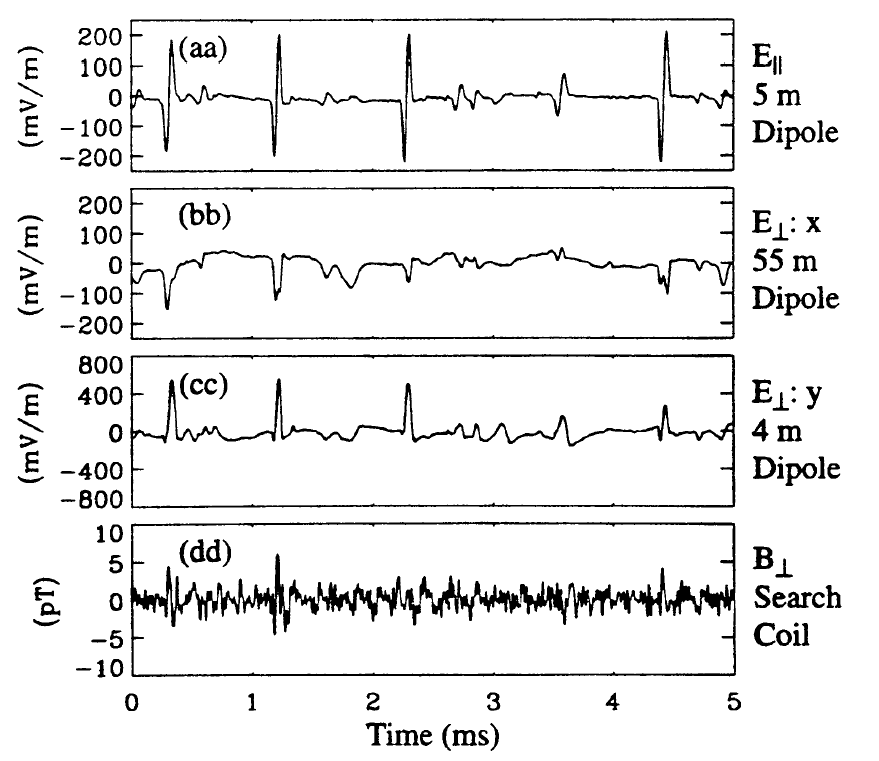 200
100
0
−100
−200
(mV/m)
(aa)
E∥
5 m
Dipole
200
100
0
−100
−200
(mV/m)
(bb)
E⊥: x
55 m
Dipole
800
400
0
−400
−800
(mV/m)
(cc)
E⊥: y
4 m
Dipole
10
5
0
−5
−10
(pT)
(dd)
B⊥
Search
Coil
0 1 2 3 4 5
Time (ms)